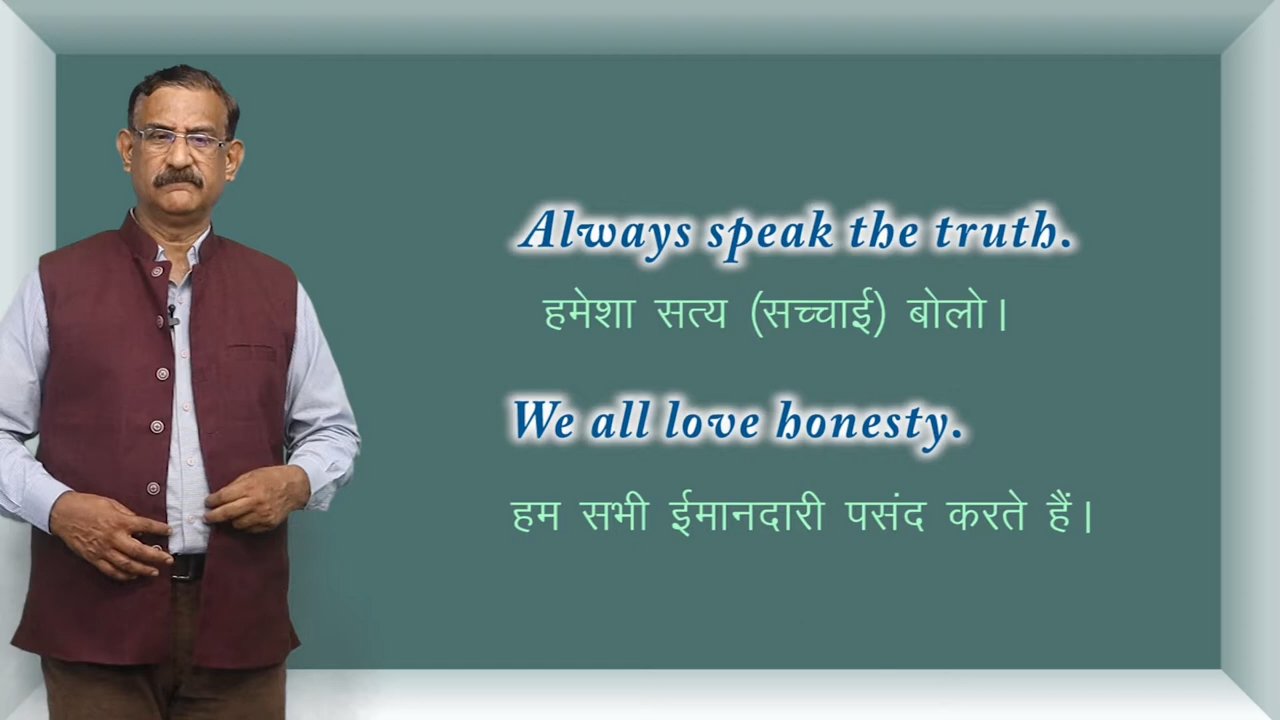 Always speak the truth.
हमेशा सत्य (सच्चाई) बोलो।
We all love honesty.
हम सभी ईमानदारी पसंद करते हैं।